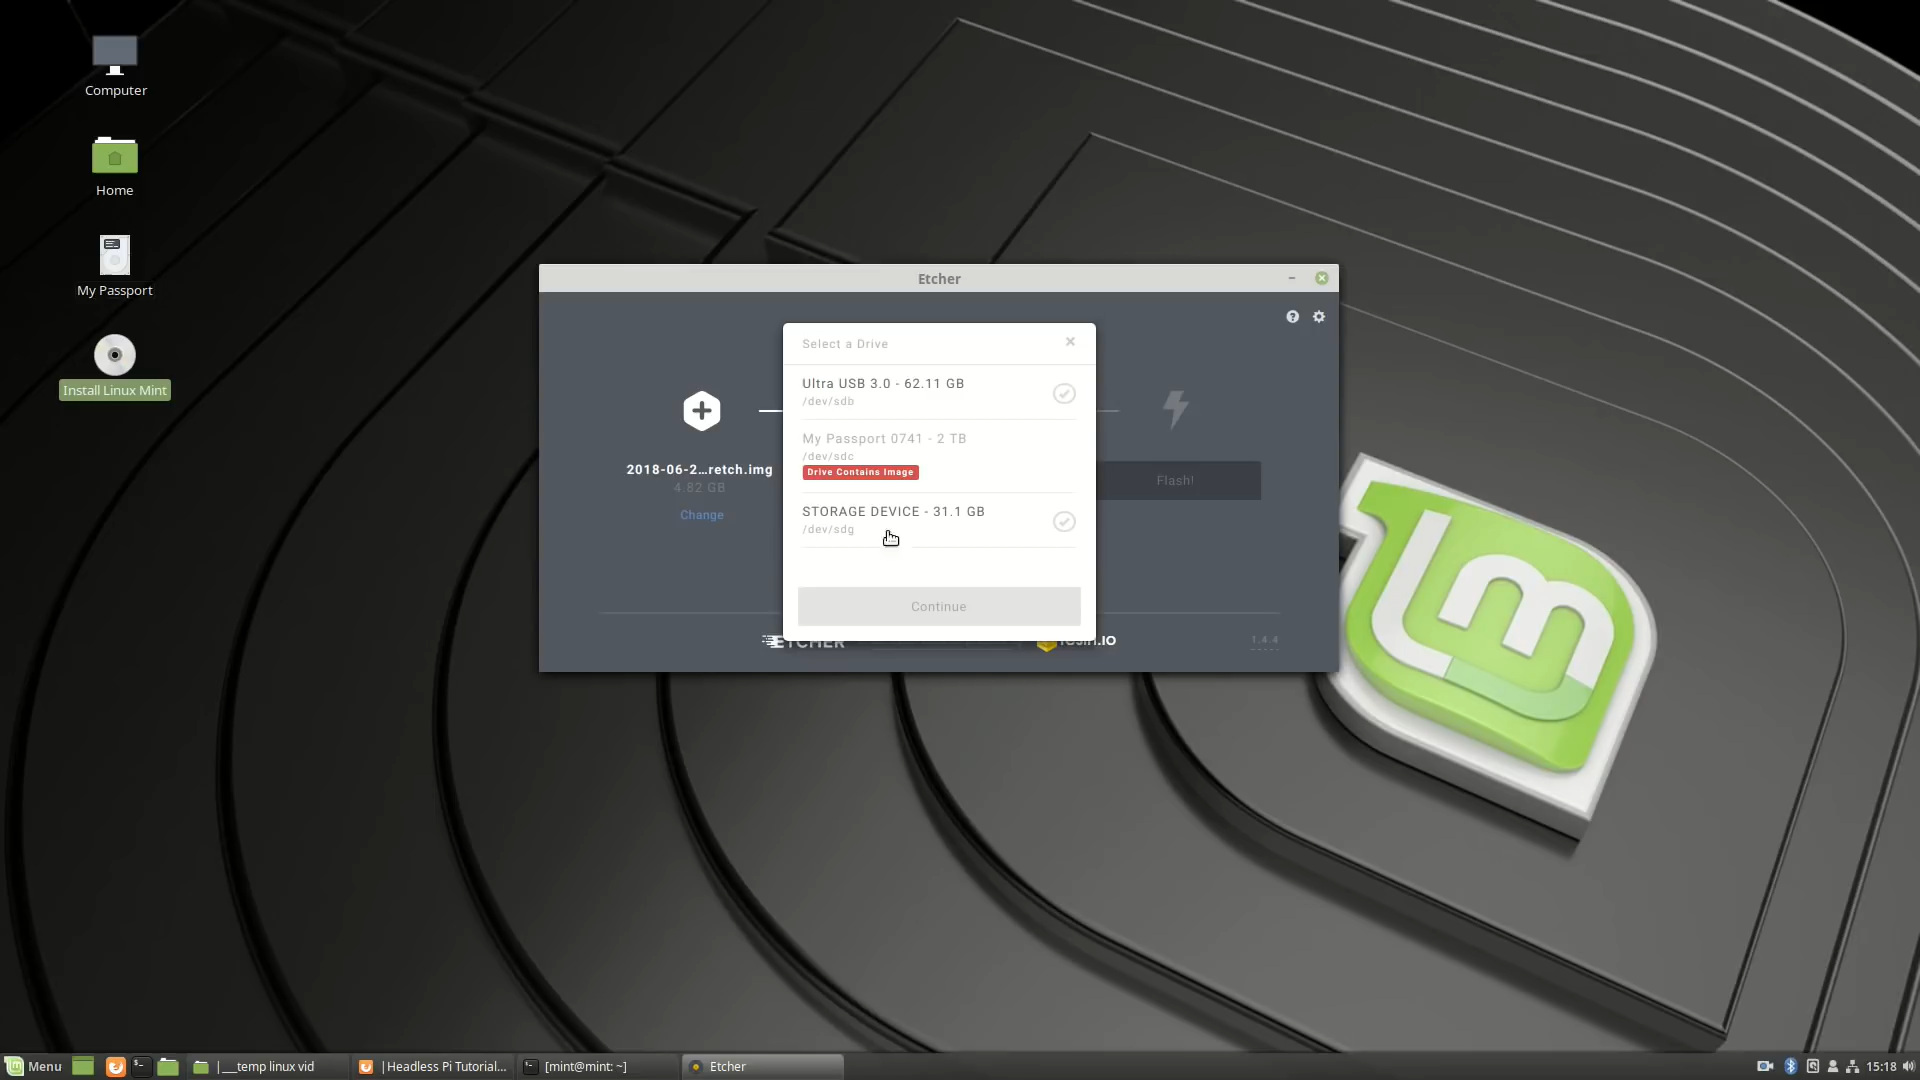 Computer
Home
My Passport
Install Linux Mint
Etcher
Select a Drive
Ultra USB 3.0 - 62.11 GB
/dev/sdb
My Passport 0741 - 2 TB
/dev/sdc
Drive Contains Image
STORAGE DEVICE - 31.1 GB
/dev/sdg
Continue
2018-06-2...retch.img
4.82 GB
Change
Flash!
ETCHER
1.4.4
Menu
|__temp linux vid
|Headless Pi Tutorial...
[mint@mint: ~]
Etcher
15:18